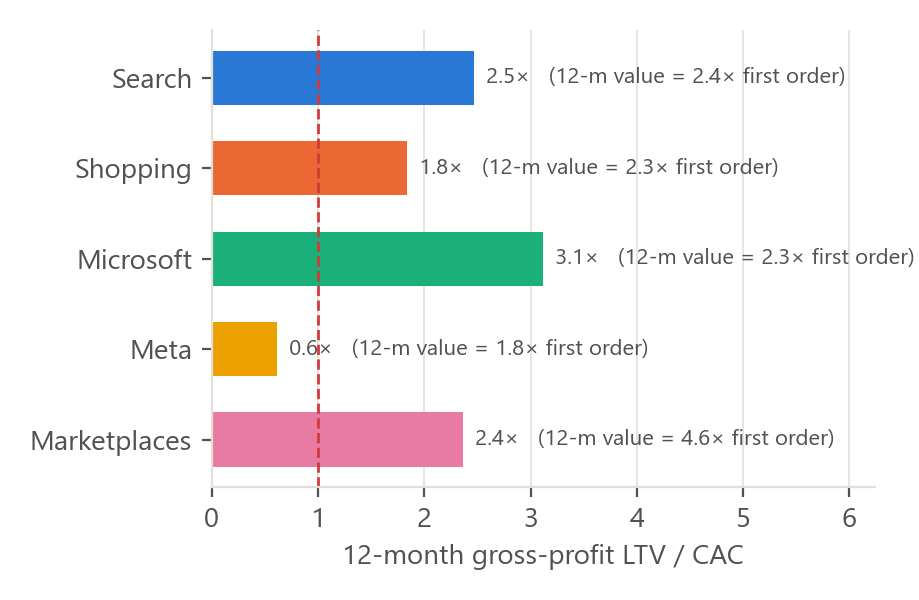 Search 2.5× (12-m value = 2.4× first order)
Shopping 1.8× (12-m value = 2.3× first order)
Microsoft 3.1× (12-m value = 2.3× first order)
Meta 0.6× (12-m value = 1.8× first order)
Marketplaces 2.4× (12-m value = 4.6× first order)
0 1 2 3 4 5 6
12-month gross-profit LTV / CAC